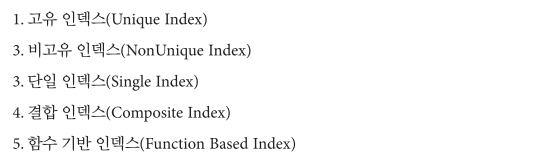 1. 고유 인덱스(Unique Index)
3. 비고유 인덱스(NonUnique Index)
3. 단일 인덱스(Single Index)
4. 결합 인덱스(Composite Index)
5. 함수 기반 인덱스(Function Based Index)